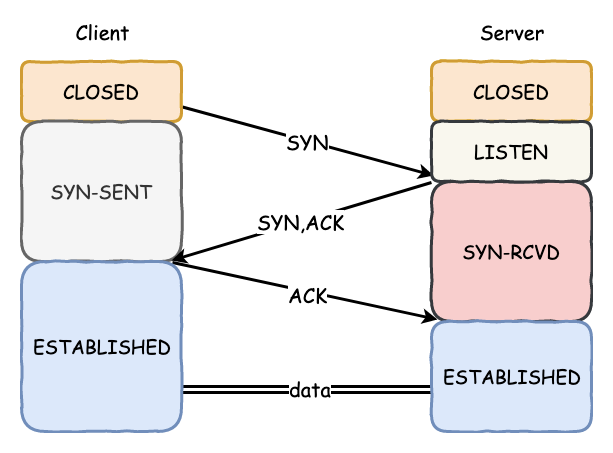 Client
Server
CLOSED
CLOSED
SYN
LISTEN
SYN-SENT
SYN,ACK
SYN-RCVD
ACK
ESTABLISHED
ESTABLISHED
data